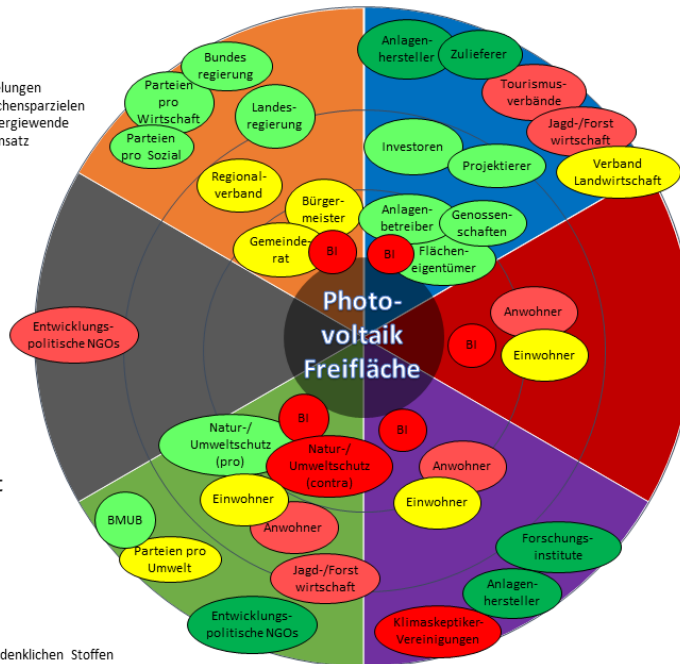 elungen
chensparzielen
ergiewende
nsatz
Bundes
regierung
Parteien
pro
Wirtschaft
Parteien
pro Sozial
Landes-
regierung
Regional-
verband
Bürger-
meister
Gemeinde-
rat
BI
Anlagen-
hersteller
Zulieferer
Tourismus-
verbände
Jagd-/Forst
wirtschaft
Verband
Landwirtschaft
Investoren
Projektierer
Anlagen-
betreiber
Genossen-
schaften
BI
Flächen-
eigentümer
Photo-
voltaik
Freifläche
Anwohner
BI
Einwohner
Entwicklungs-
politische NGOs
:
BI
Natur-/
Umweltschutz
(pro)
Natur-/
Umweltschutz
(contra)
Einwohner
Anwohner
BMUB
Parteien pro
Umwelt
Jagd-/Forst
wirtschaft
Entwicklungs-
politische NGOs
BI
Anwohner
Einwohner
Forschungs-
institute
Anlagen-
hersteller
Klimaskeptiker-
Vereinigungen
denklichen Stoffen